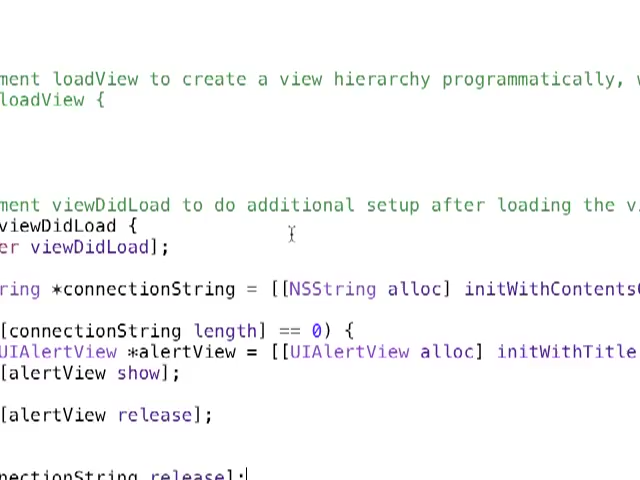 ment loadView to create a view hierarchy programmatically,
loadView {
ment viewDidLoad to do additional setup after loading the vi
viewDidLoad {
er viewDidLoad];
ring *connectionString = [[NSString alloc] initWithContents
[connectionString length] == 0) {
UIAlertView *alertView = [[UIAlertView alloc] initWithTitle
[alertView show];
[alertView release];
nectionString release];